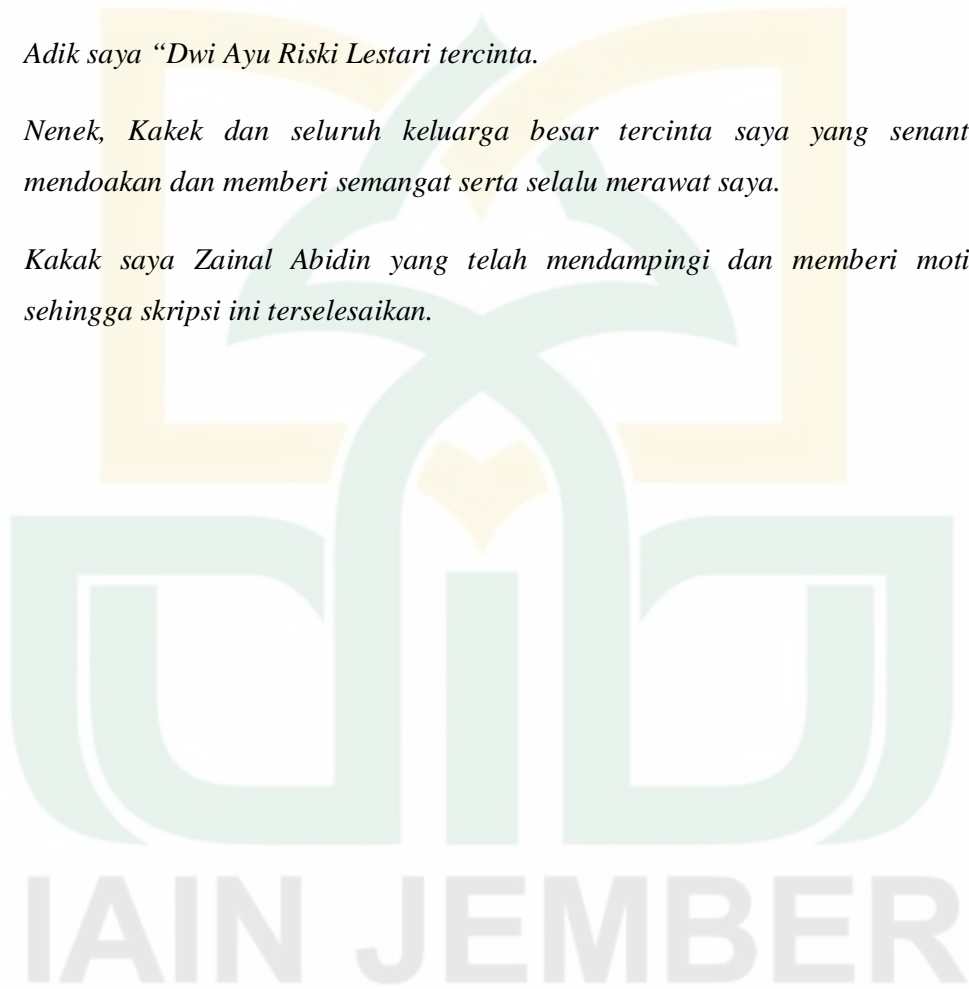 Adik saya “Dwi Ayu Riski Lestari tercinta.
Nenek, Kakek dan seluruh keluarga besar tercinta saya yang senant
mendoakan dan memberi semangat serta selalu merawat saya.
Kakak saya Zainal Abidin yang telah mendampingi dan memberi moti
sehingga skripsi ini terselesaikan.
IAIN JEMBER